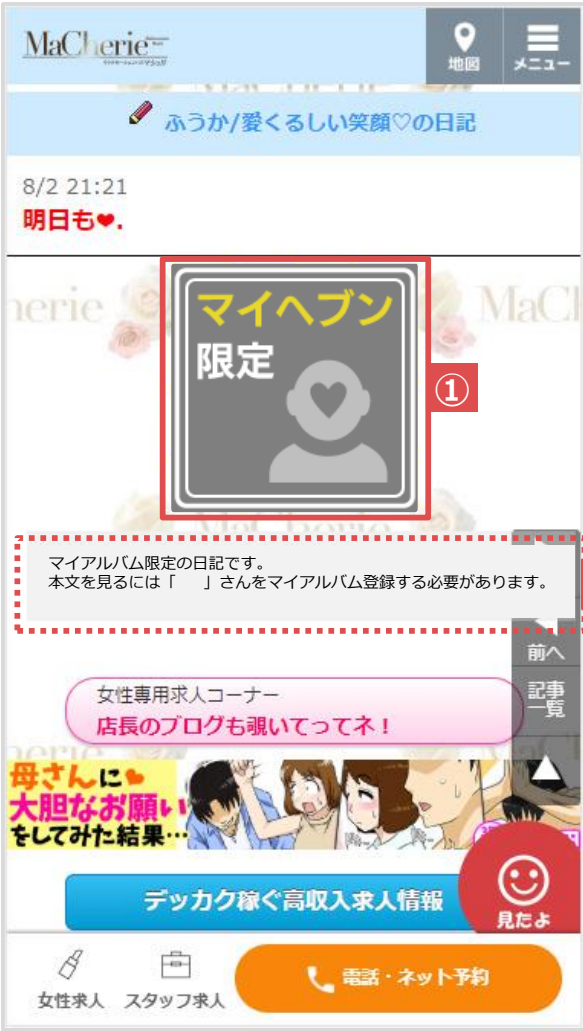 MaCherie
地図
メニュー
ふうか/愛くるしい笑顔♡の日記
8/2 21:21
明日も❤.
マイヘブン
限定
①
マイアルバム限定の日記です。
本文を見るには「　」さんをマイアルバム登録する必要があります。
前へ
記事
一覧
女性専用求人コーナー
店長のブログも覗いてってネ！
母さんに
大胆なお願い
をしてみた結果…
デッカク稼ぐ高収入求人情報
見たよ
女性求人
スタッフ求人
電話・ネット予約